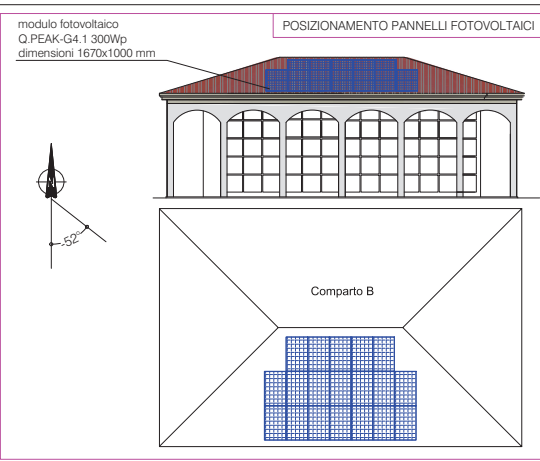 modulo fotovoltaico
Q.PEAK-G4.1 300Wp
dimensioni 1670x1000 mm
POSIZIONAMENTO PANNELLI FOTOVOLTAICI
-52°
Comparto B